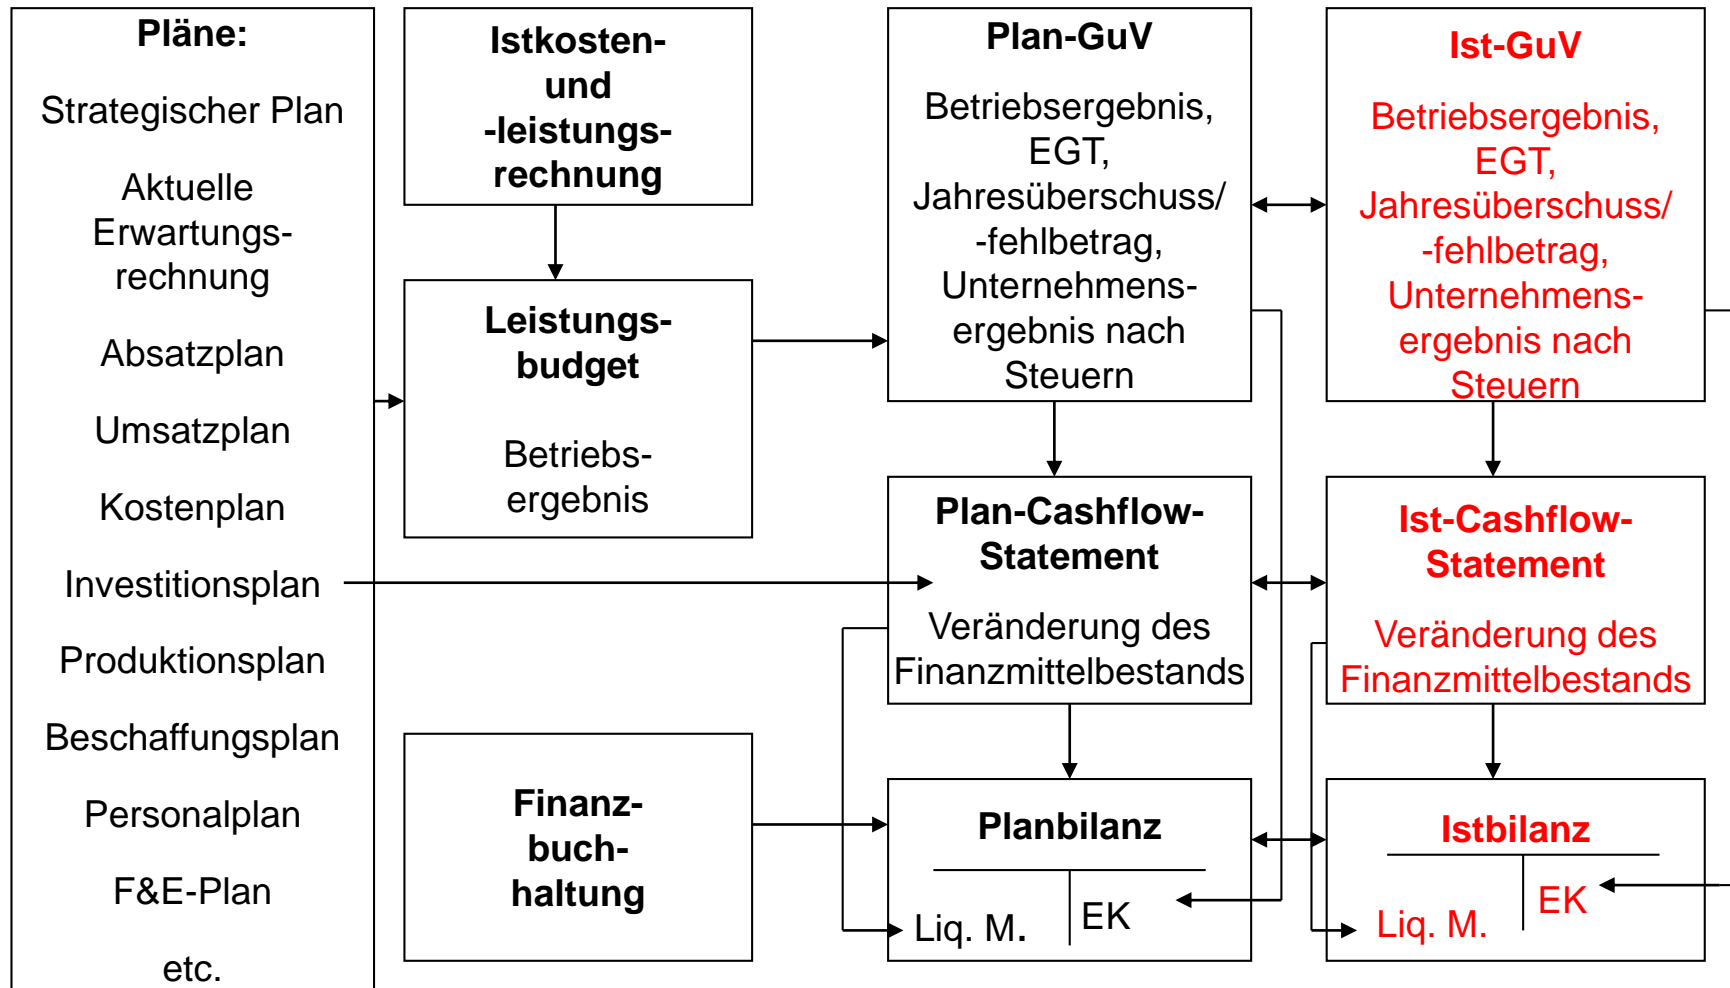 Pläne:
Strategischer Plan
Aktuelle
Erwartungs-
rechnung
Absatzplan
Umsatzplan
Kostenplan
Investitionsplan
Produktionsplan
Beschaffungsplan
Personalplan
F&E-Plan
etc.
Istkosten-
und
-leistungs-
rechnung
Leistungs-
budget
Betriebs-
ergebnis
Finanz-
buch-
haltung
Plan-GuV
Betriebsergebnis,
EGT,
Jahresüberschuss/
-fehlbetrag,
Unternehmens-
ergebnis nach
Steuern
Plan-Cashflow-
Statement
Veränderung des
Finanzmittelbestands
Planbilanz
Liq. M.
EK
Ist-GuV
Betriebsergebnis,
EGT,
Jahresüberschuss/
-fehlbetrag,
Unternehmens-
ergebnis nach
Steuern
Ist-Cashflow-
Statement
Veränderung des
Finanzmittelbestands
Istbilanz
Liq. M.
EK